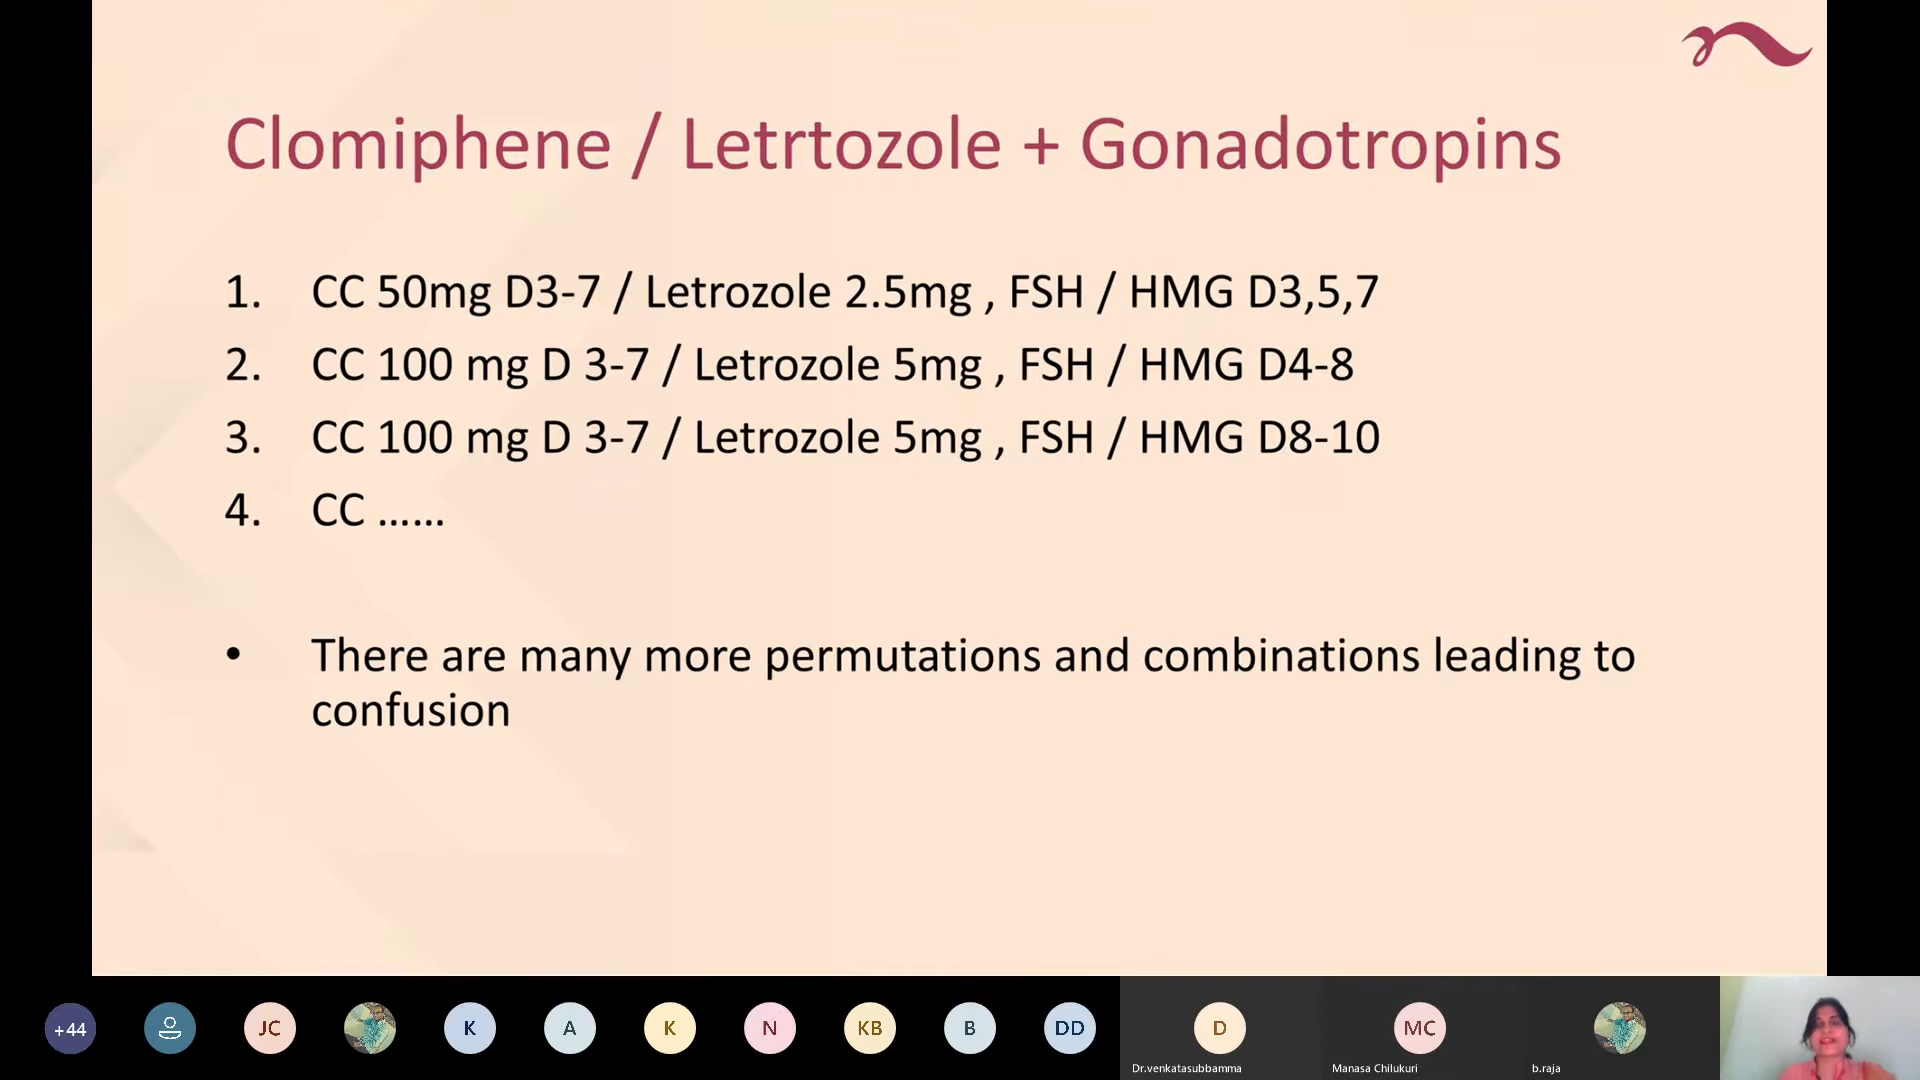 Clomiphene / Letrtozole + Gonadotropins
1. CC 50mg D3-7 / Letrozole 2.5mg , FSH / HMG D3,5,7
2. CC 100 mg D 3-7 / Letrozole 5mg , FSH / HMG D4-8
3. CC 100 mg D 3-7 / Letrozole 5mg , FSH / HMG D8-10
4. CC ......
• There are many more permutations and combinations leading to
confusion
+44 JC K A K N KB B DD D MC
Dr.venkatasubbamma Manasa Chilukuri b.raja